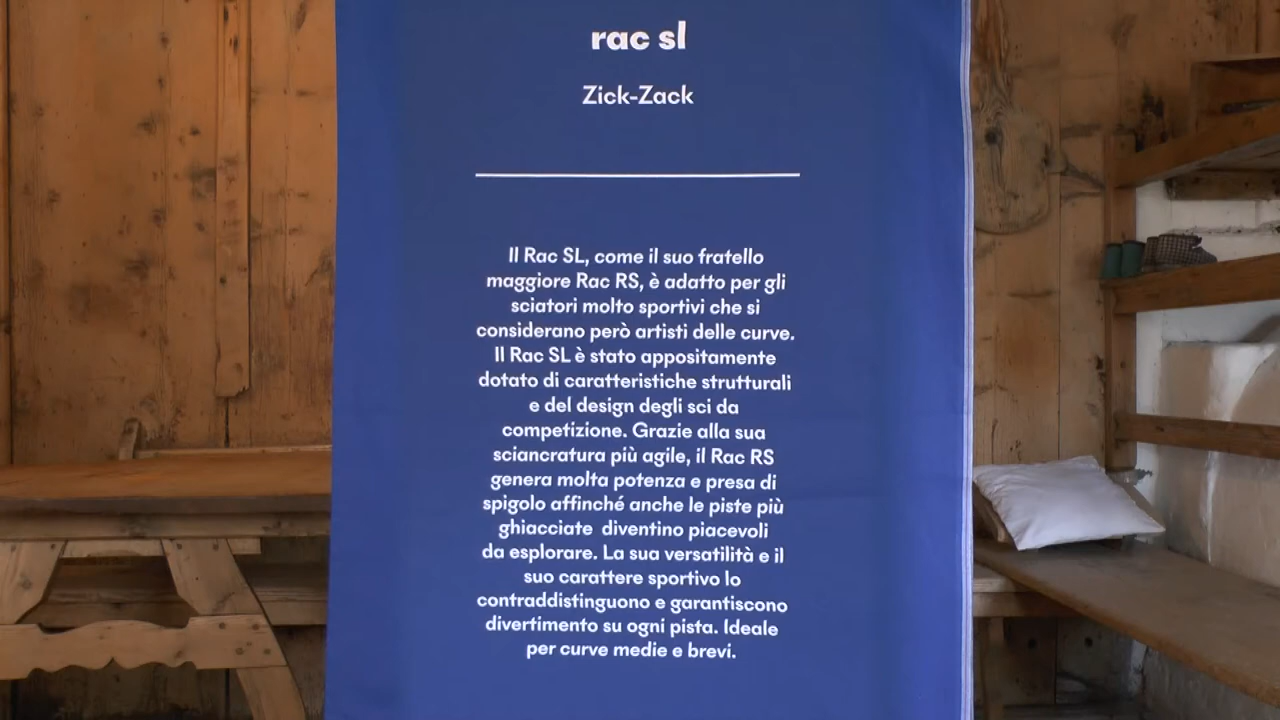 rac sl
Zick-Zack
Il Rac SL, come il suo fratello
maggiore Rac RS, è adatto per gli
sciatori molto sportivi che si
considerano però artisti delle curve.
Il Rac SL è stato appositamente
dotato di caratteristiche strutturali
e del design degli sci da
competizione. Grazie alla sua
sciancratura più agile, il Rac RS
genera molta potenza e presa di
spigolo affinché anche le piste più
ghiacciate diventino piacevoli
da esplorare. La sua versatilità e il
suo carattere sportivo lo
contraddistinguono e garantiscono
divertimento su ogni pista. Ideale
per curve medie e brevi.